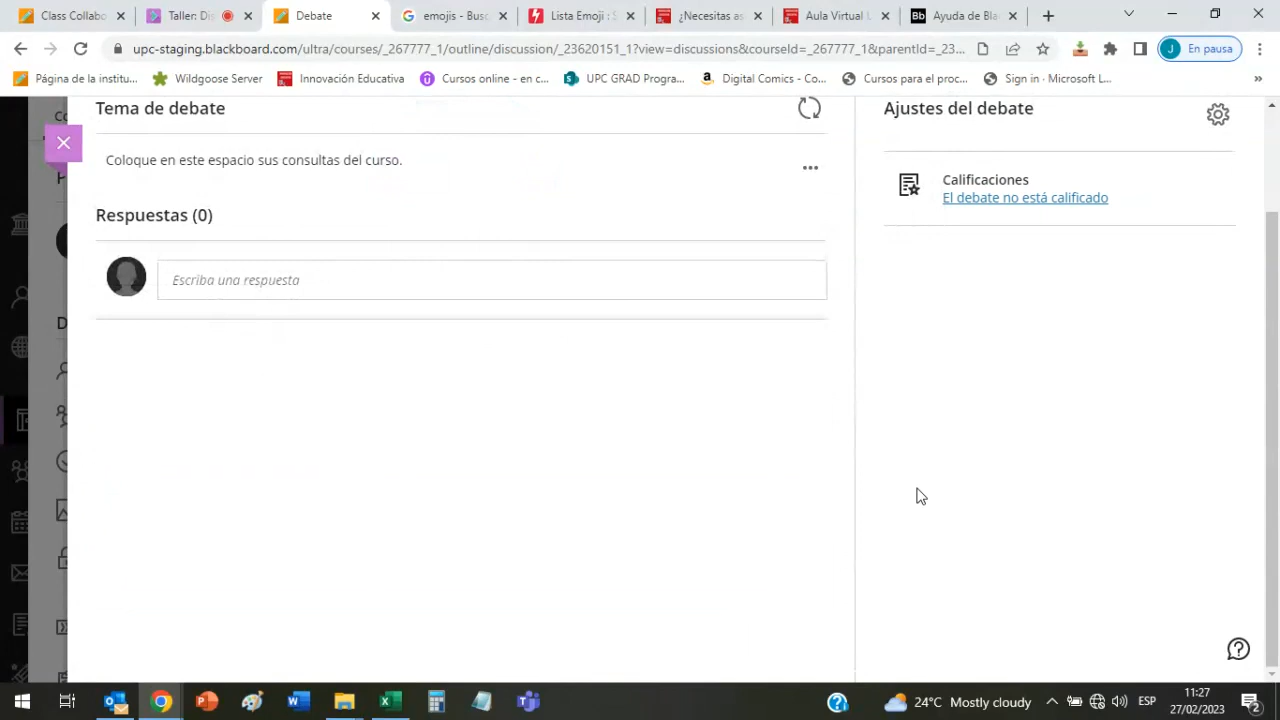 Class Collabo
Taller: Di
Debate
emojis - Bus
Lista Emoji : S
¿Necesitas as
Aula Virtual L
Bb
Ayuda de Bla
upc-staging.blackboard.com/ultra/courses/_267777_1/outline/discussion/_23620151_1?view=discussions&courseId=_267777_1&parentId=_23...
J En pausa
Página de la institu...
Wildgoose Server
Innovación Educativa
Cursos online - en c...
UPC GRAD Progra...
Digital Comics - Co...
Cursos para el proc...
Sign in · Microsoft L...
»
Tema de debate
Coloque en este espacio sus consultas del curso.
Respuestas (0)
Escriba una respuesta
Ajustes del debate
Calificaciones
El debate no está calificado
24°C Mostly cloudy
ESP
11:27
27/02/2023
2